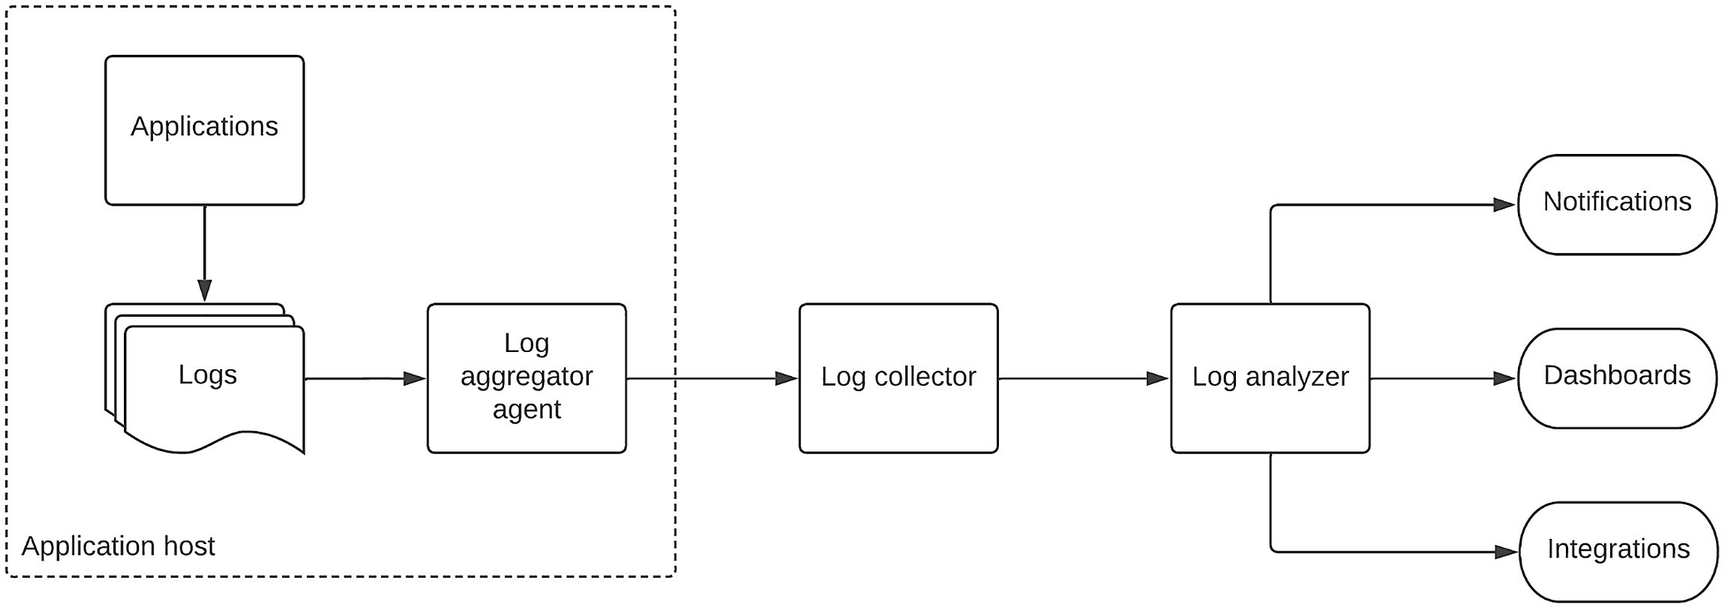 Applications
Logs
Log
aggregator
agent
Application host
Log collector
Log analyzer
Notifications
Dashboards
Integrations